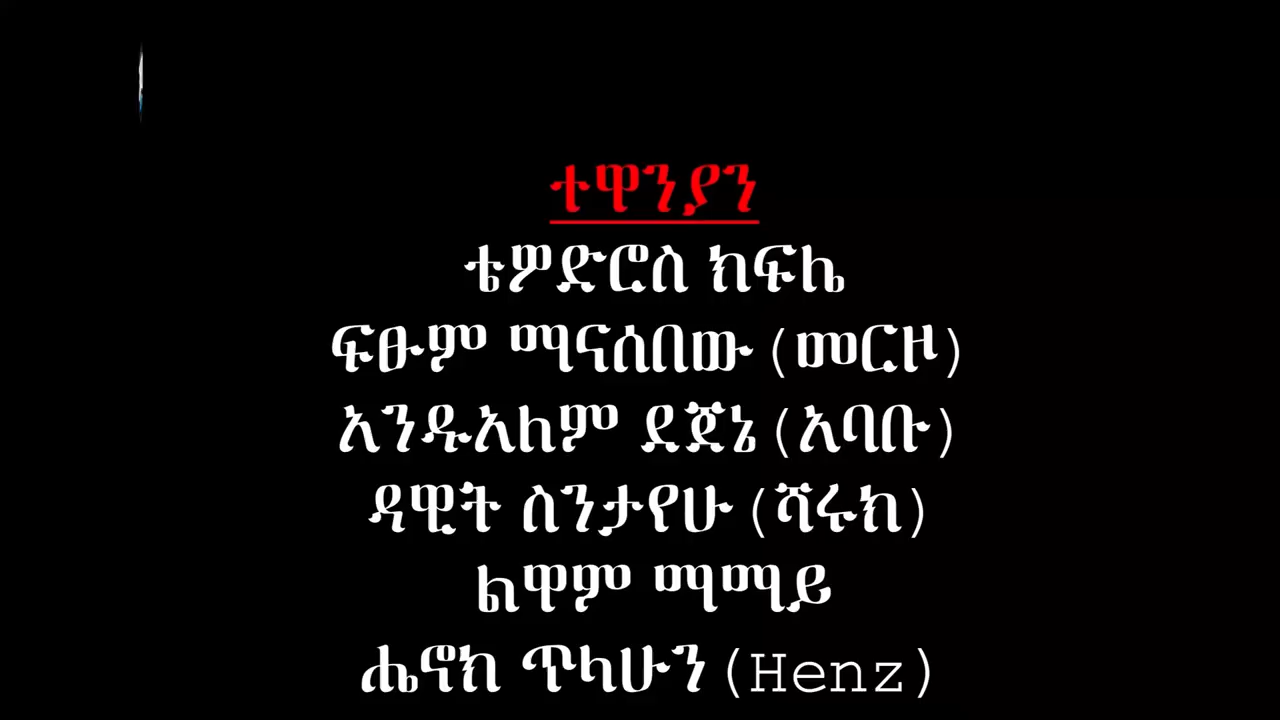 ተዋንያን
ቴዎድሮስ ክፍሌ
ፍፁም ማናሰበው (መርዞ)
አንዱአለም ደጀኔ (አባቡ)
ዳዊት ስንታየሁ (ሻሩክ)
ልዋም ማማይ
ሔኖክ ጥላሁን (Henz)